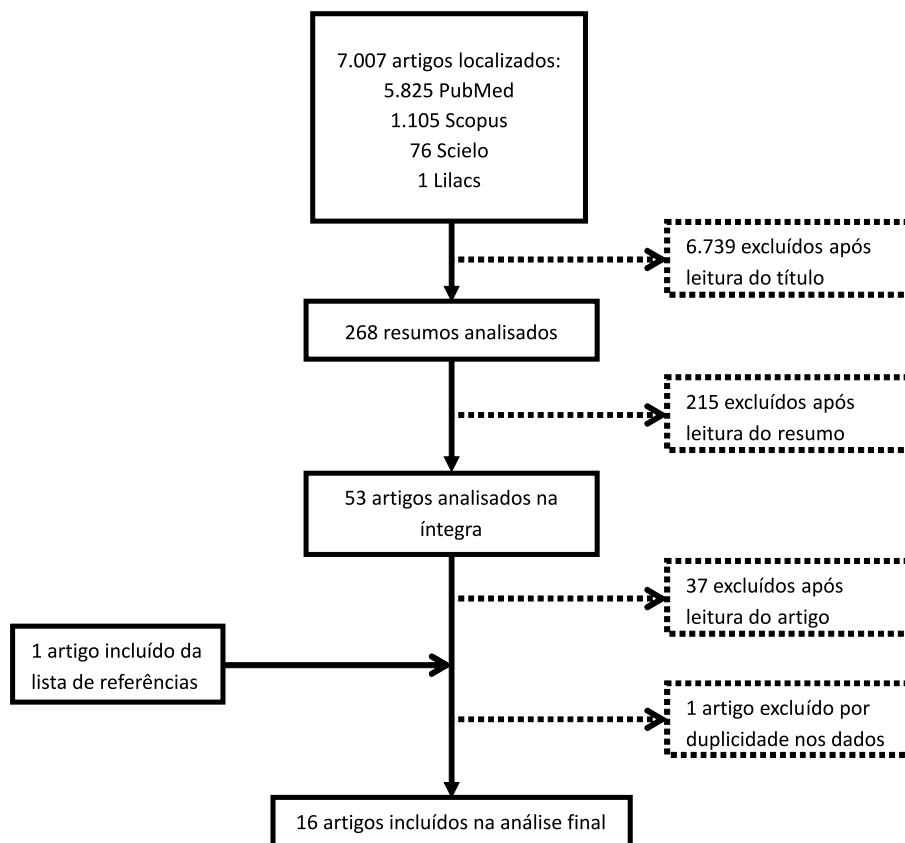 7.007 artigos localizados:
5.825 PubMed
1.105 Scopus
76 Scielo
1 Lilacs
6.739 excluídos após
leitura do título
268 resumos analisados
215 excluídos após
leitura do resumo
53 artigos analisados na
íntegra
37 excluídos após
leitura do artigo
1 artigo incluído da
lista de referências
1 artigo excluído por
duplicidade nos dados
16 artigos incluídos na análise final